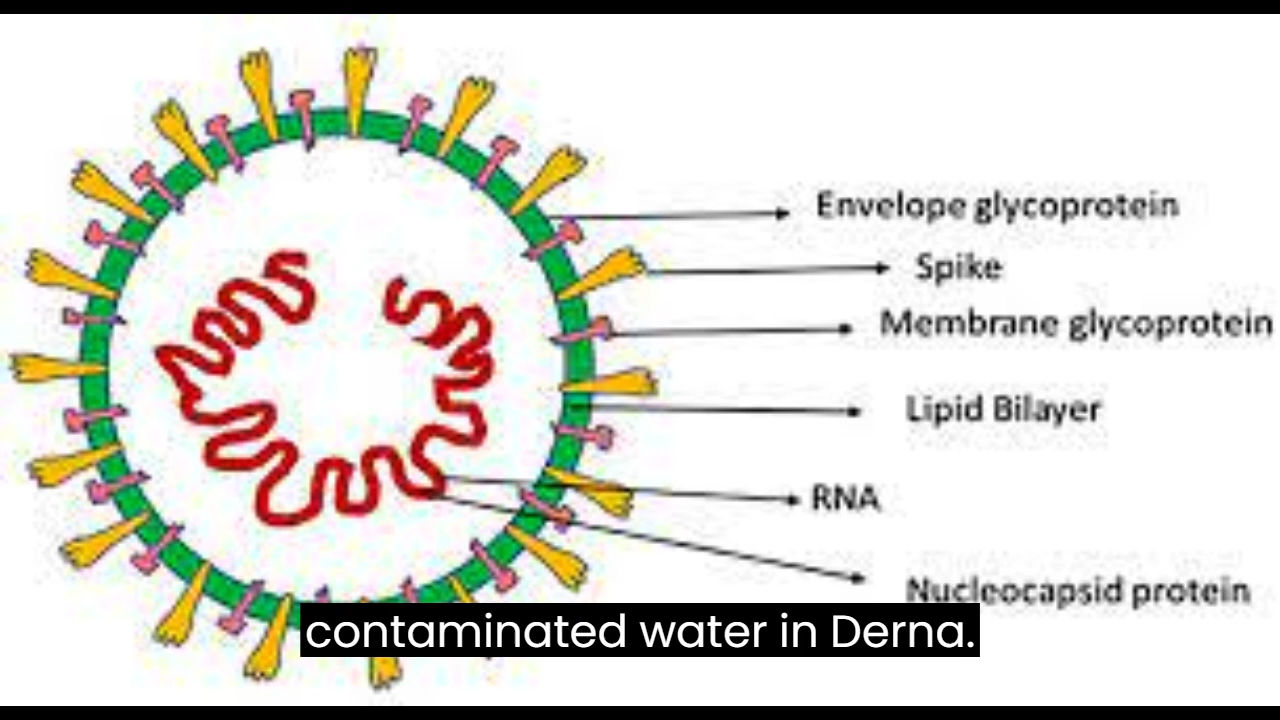 Envelope glycoprotein
Spike
Membrane glycoprotein
Lipid Bilayer
RNA
Nucleocapsid protein
contaminated water in Derna.